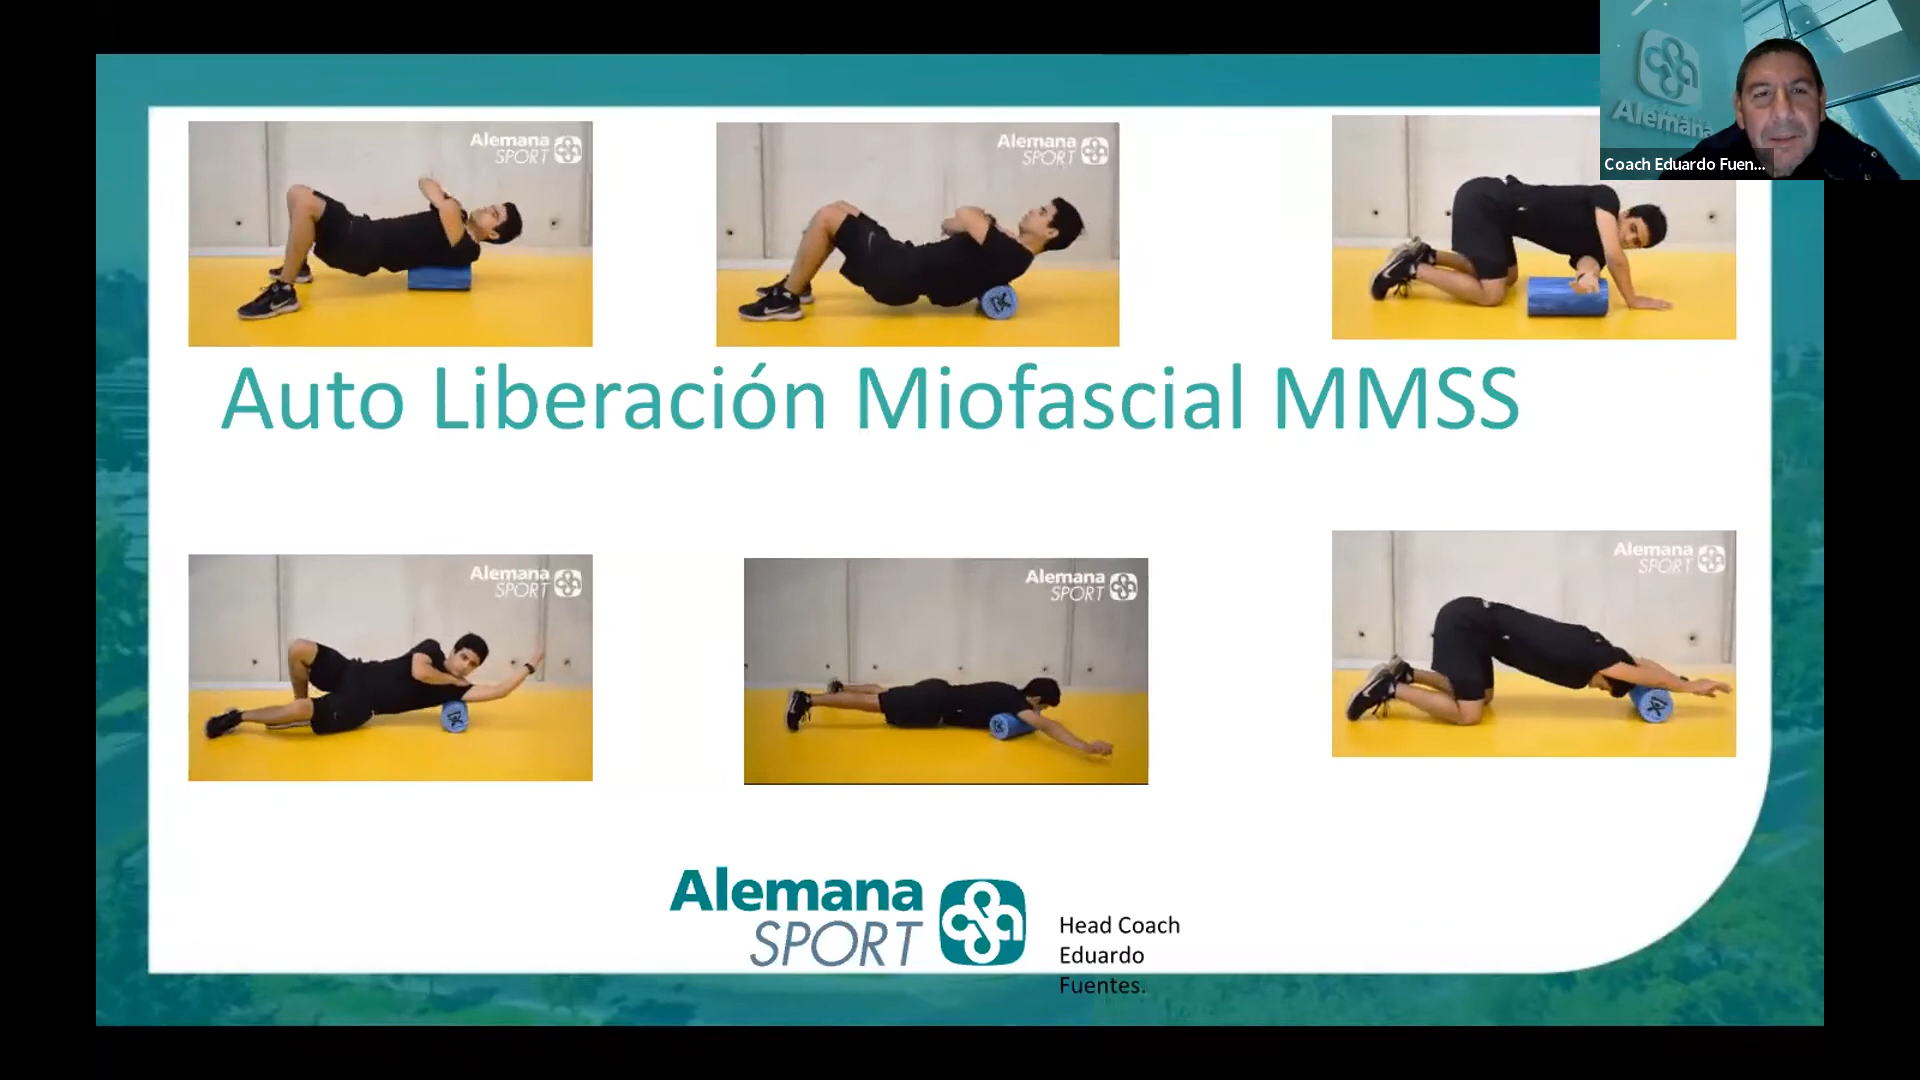 Alemana
SPORT
Alemana
SPORT
Alemana
Coach Eduardo Fuen...
Auto Liberación Miofascial MMSS
Alemana
SPORT
Alemana
SPORT
Alemana
SPORT
Alemana
SPORT
Head Coach
Eduardo
Fuentes.